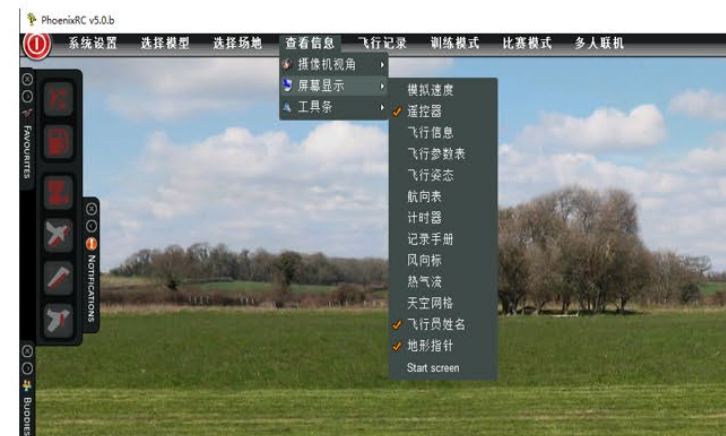 PhoenixRC v5.0.b
系统设置 选择模型 选择场地 查看信息 飞行记录 训练模式 比赛模式 多人联机
摄像机视角
屏幕显示
工具条
模拟速度
遥控器
飞行信息
飞行参数表
飞行姿态
航向表
计时器
记录手册
风向标
热气流
天空网格
飞行员姓名
地形指针
Start screen
FAVOURITES
NOTIFICATIONS
BUDDIES